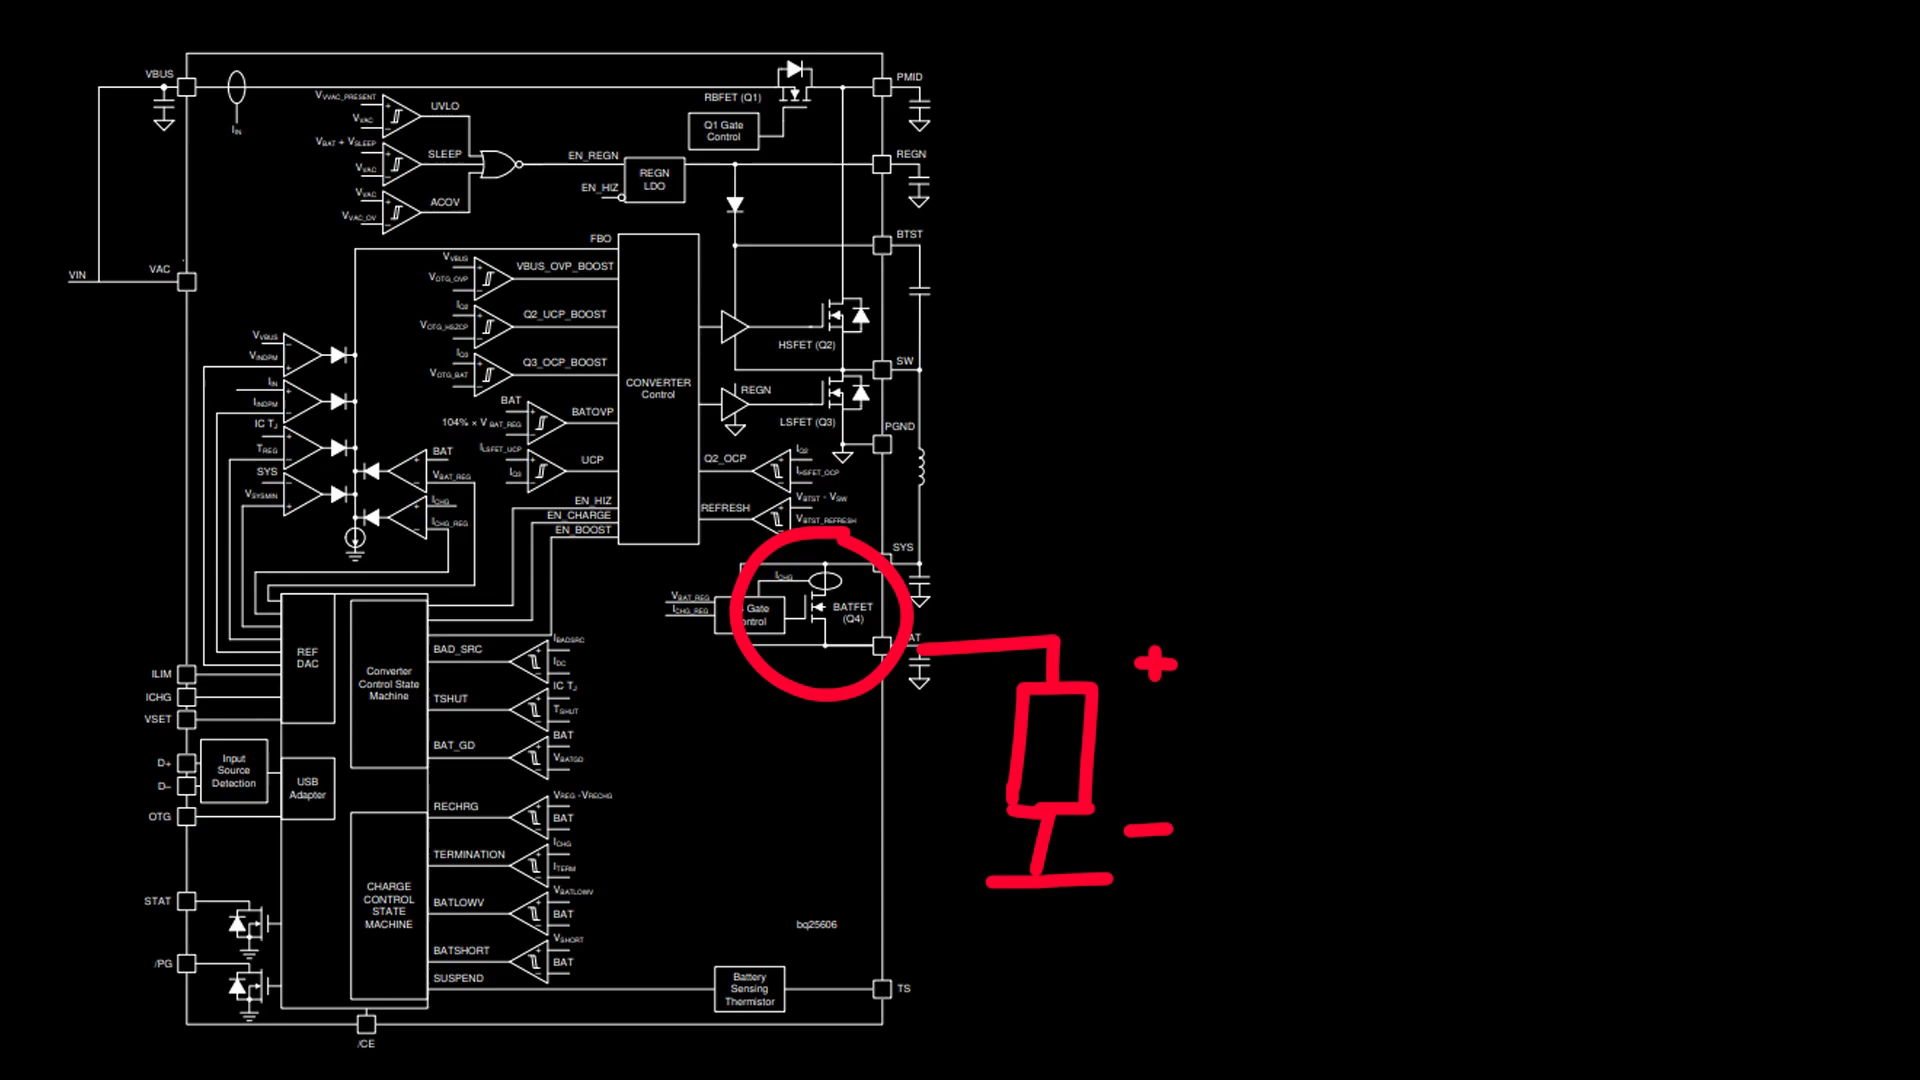 VBUS
PMID
I_IN
RBFET (Q1)
V_VAC_PRESENT
V_VAC
UVLO
Q1 Gate
Control
V_BAT + V_SLEEP
V_VAC
SLEEP
EN_REGN
REGN
LDO
REGN
EN_HIZ
V_VAC
V_VAC_OV
ACOV
BTST
FBO
VIN
VAC
V_VBUS
V_OTG_OVP
VBUS_OVP_BOOST
I_Q2
V_OTG_HSZCP
Q2_UCP_BOOST
HSFET (Q2)
I_Q3
V_OTG_BAT
Q3_OCP_BOOST
SW
V_VBUS
V_INDPM
I_IN
I_INDPM
IC T_J
T_REG
SYS
V_SYSMIN
CONVERTER
Control
REGN
LSFET (Q3)
PGND
BAT
104% × V_BAT_REG
BATOVP
I_LSFET_UCP
I_Q3
UCP
BAT
V_BAT_REG
I_CHG
I_CHG_REG
Q2_OCP
I_Q2
I_HSFET_OCP
REFRESH
V_BTST - V_SW
V_BTST_REFRESH
EN_HIZ
EN_CHARGE
EN_BOOST
SYS
I_CHG
V_BAT_REG
I_CHG_REG
Gate
ontrol
BATFET
(Q4)
AT
+
−
REF
DAC
Converter
Control State
Machine
BAD_SRC
I_BADSRC
I_DC
TSHUT
IC T_J
T_SHUT
BAT_GD
BAT
V_BATGD
ILIM
ICHG
VSET
D+
D–
OTG
Input
Source
Detection
USB
Adapter
RECHRG
V_REG -V_RECHG
BAT
TERMINATION
I_CHG
I_TERM
CHARGE
CONTROL
STATE
MACHINE
BATLOWV
V_BATLOWV
BAT
BATSHORT
V_SHORT
BAT
SUSPEND
bq25606
STAT
/PG
Battery
Sensing
Thermistor
TS
/CE